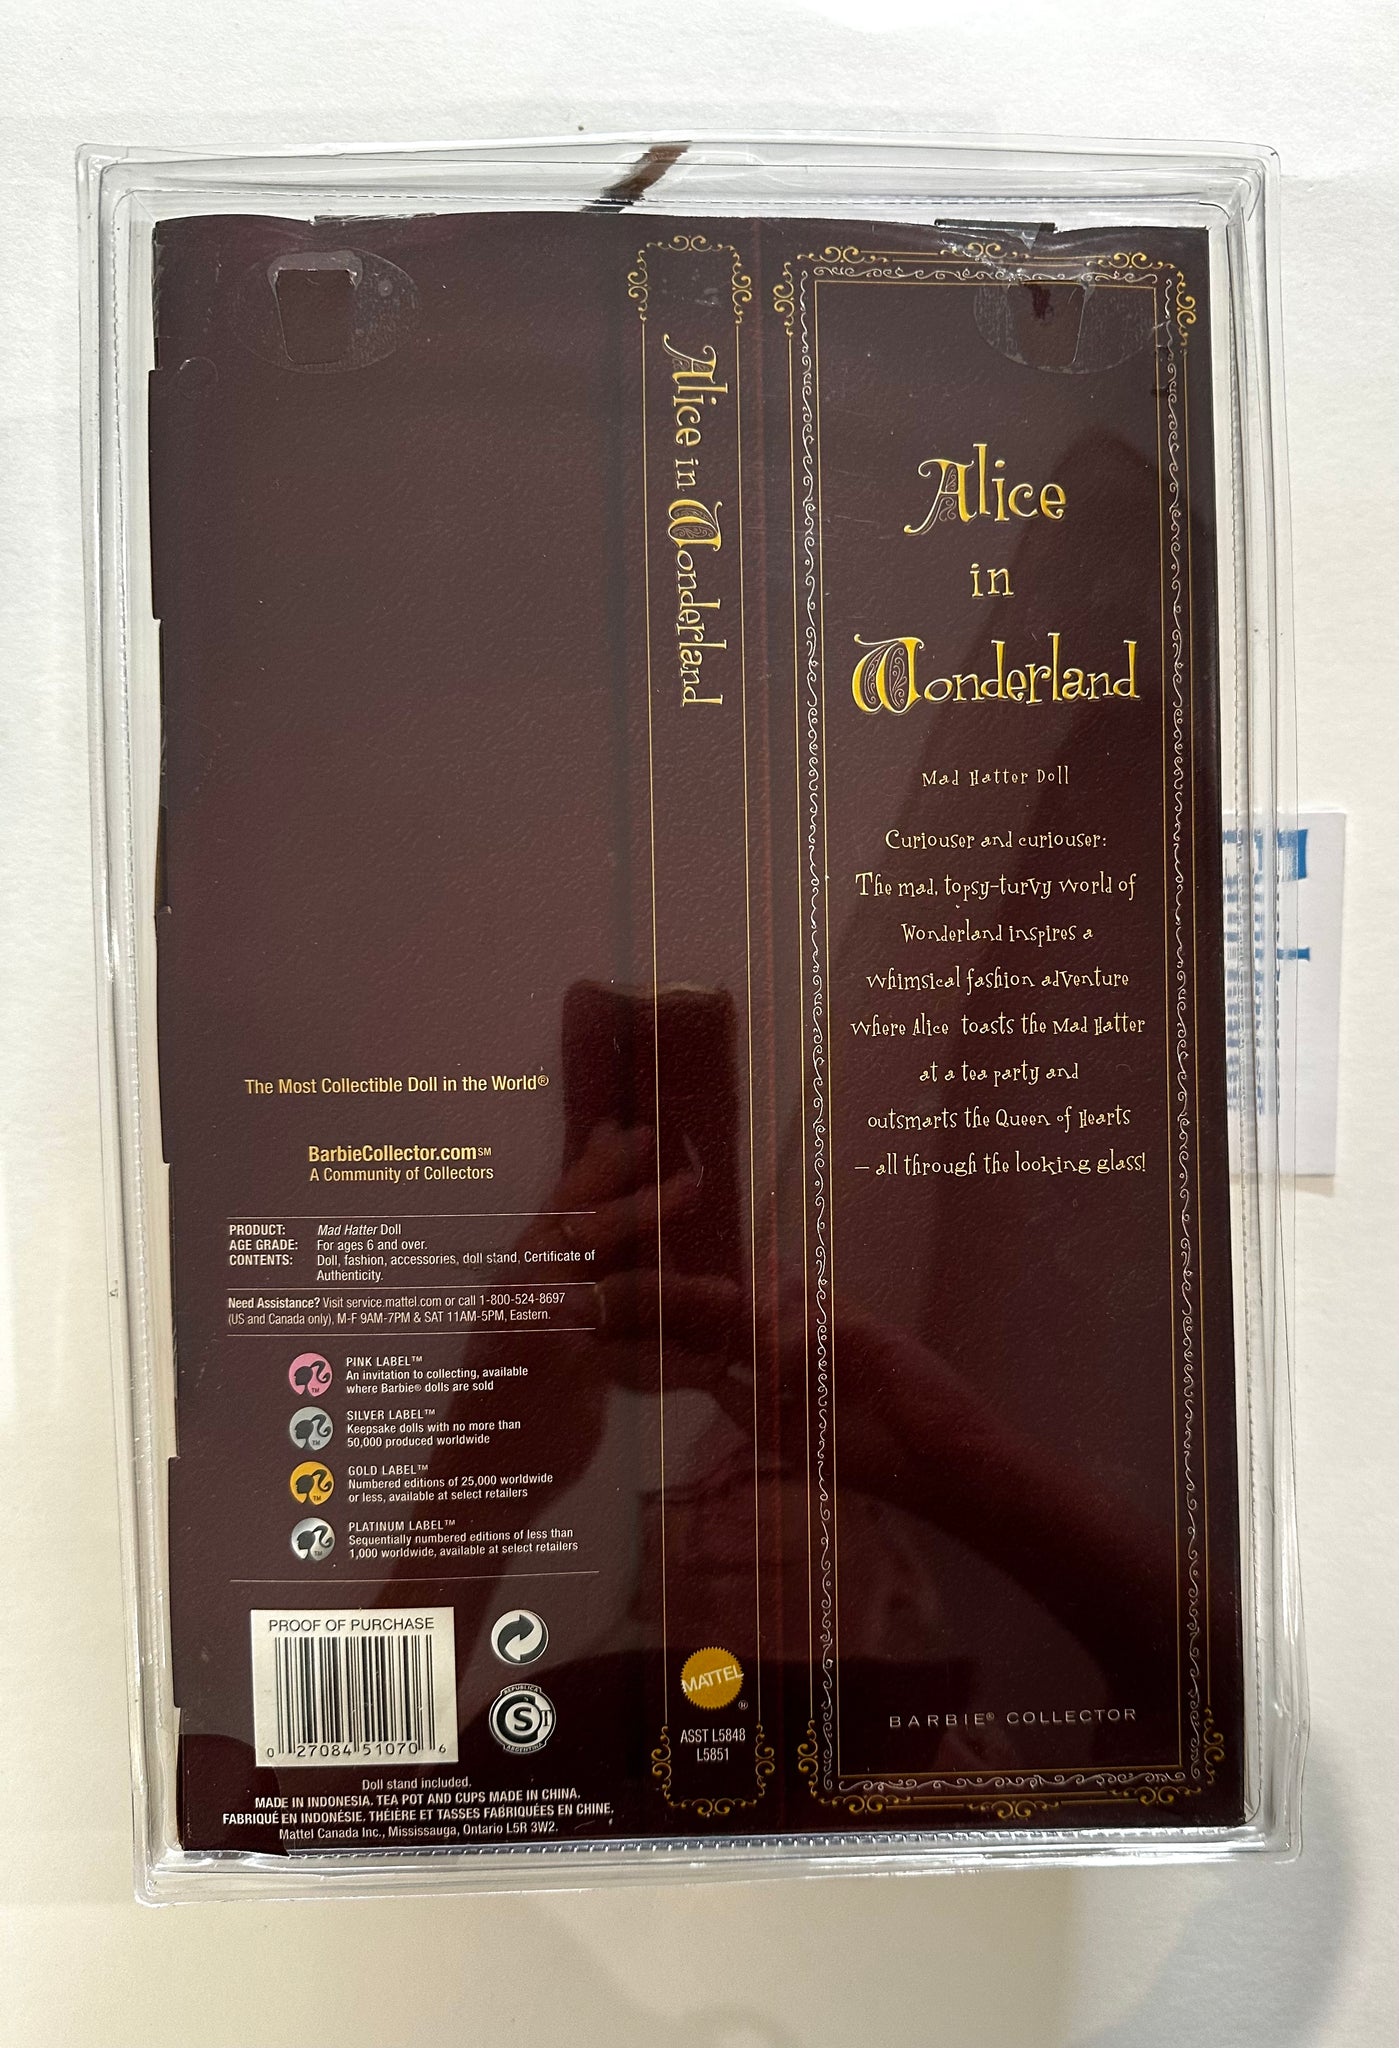 Alice in Wonderland
Alice
in
Wonderland
Mad Hatter Doll
Curiouser and curiouser:
The mad, topsy-turvy world of
Wonderland inspires a
whimsical fashion adventure
where Alice toasts the Mad Hatter
at a tea party and
outsmarts the Queen of Hearts
– all through the looking glass!
BARBIE® COLLECTOR
The Most Collectible Doll in the World®
BarbieCollector.com℠
A Community of Collectors
PRODUCT: Mad Hatter Doll
AGE GRADE: For ages 6 and over.
CONTENTS: Doll, fashion, accessories, doll stand, Certificate of
Authenticity.
Need Assistance? Visit service.mattel.com or call 1-800-524-8697
(US and Canada only), M-F 9AM-7PM & SAT 11AM-5PM, Eastern.
PINK LABEL™
An invitation to collecting, available
where Barbie® dolls are sold
SILVER LABEL™
Keepsake dolls with no more than
50,000 produced worldwide
GOLD LABEL™
Numbered editions of 25,000 worldwide
or less, available at select retailers
PLATINUM LABEL™
Sequentially numbered editions of less than
1,000 worldwide, available at select retailers
PROOF OF PURCHASE
0 27084 51070 6
REPUBLICA
S T
ARGENTINA
MATTEL®
ASST L5848
L5851
Doll stand included.
MADE IN INDONESIA. TEA POT AND CUPS MADE IN CHINA.
FABRIQUÉ EN INDONÉSIE. THÉIÈRE ET TASSES FABRIQUÉES EN CHINE.
Mattel Canada Inc., Mississauga, Ontario L5R 3W2.